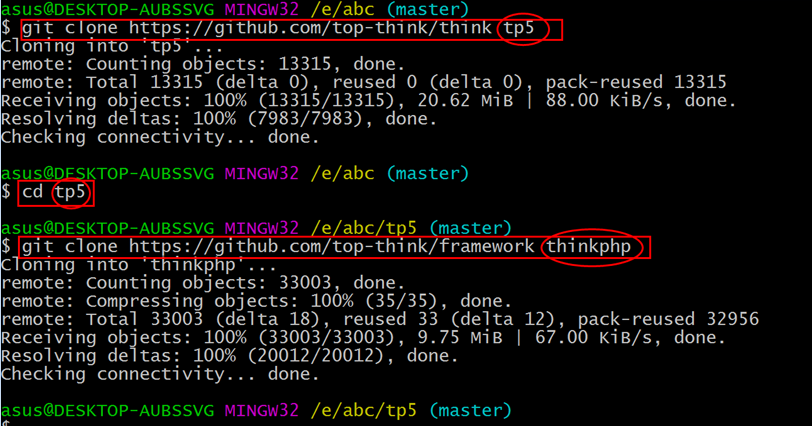 asus@DESKTOP-AUBSSVG MINGW32 /e/abc (master)
$ git clone https://github.com/top-think/think tp5
Cloning into 'tp5'...
remote: Counting objects: 13315, done.
remote: Total 13315 (delta 0), reused 0 (delta 0), pack-reused 13315
Receiving objects: 100% (13315/13315), 20.62 MiB | 88.00 KiB/s, done.
Resolving deltas: 100% (7983/7983), done.
Checking connectivity... done.
asus@DESKTOP-AUBSSVG MINGW32 /e/abc (master)
$ cd tp5
asus@DESKTOP-AUBSSVG MINGW32 /e/abc/tp5 (master)
$ git clone https://github.com/top-think/framework thinkphp
Cloning into 'thinkphp'...
remote: Counting objects: 33003, done.
remote: Compressing objects: 100% (35/35), done.
remote: Total 33003 (delta 18), reused 33 (delta 12), pack-reused 32956
Receiving objects: 100% (33003/33003), 9.75 MiB | 67.00 KiB/s, done.
Resolving deltas: 100% (20012/20012), done.
Checking connectivity... done.
asus@DESKTOP-AUBSSVG MINGW32 /e/abc/tp5 (master)
$